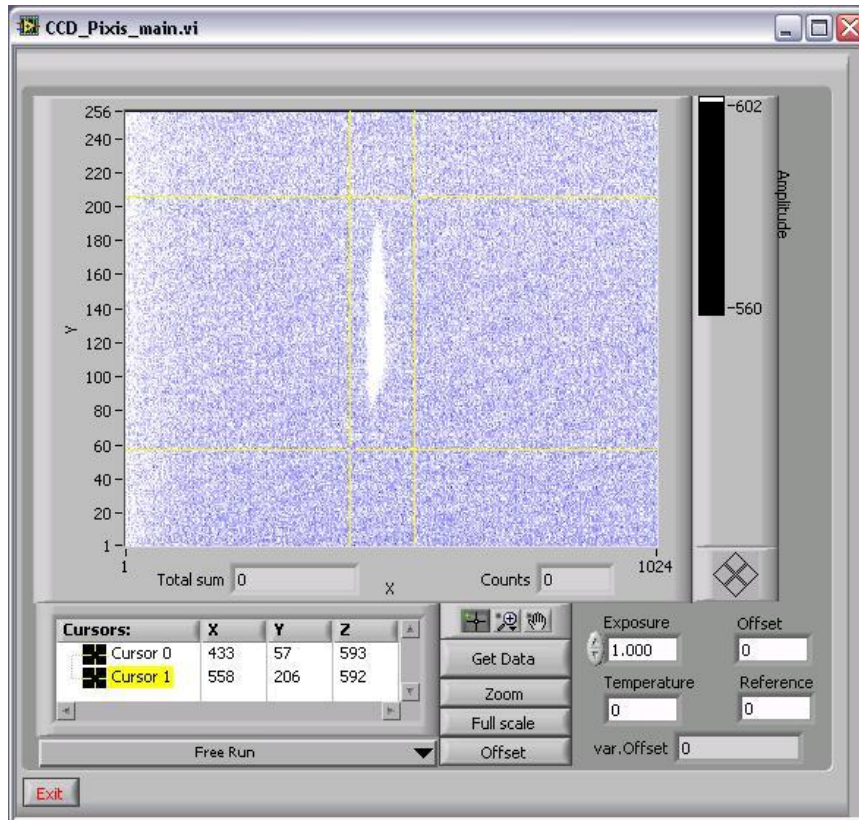 CCD_Pixis_main.vi
256
240
220
200
180
160
140
120
100
80
60
40
20
1
Y
1
1024
X
602
560
Amplitude
Total sum 0
Counts 0
Cursors: X Y Z
Cursor 0 433 57 593
Cursor 1 558 206 592
Free Run
Get Data
Zoom
Full scale
Offset
Exposure Offset
1.000 0
Temperature Reference
0 0
var.Offset 0
Exit